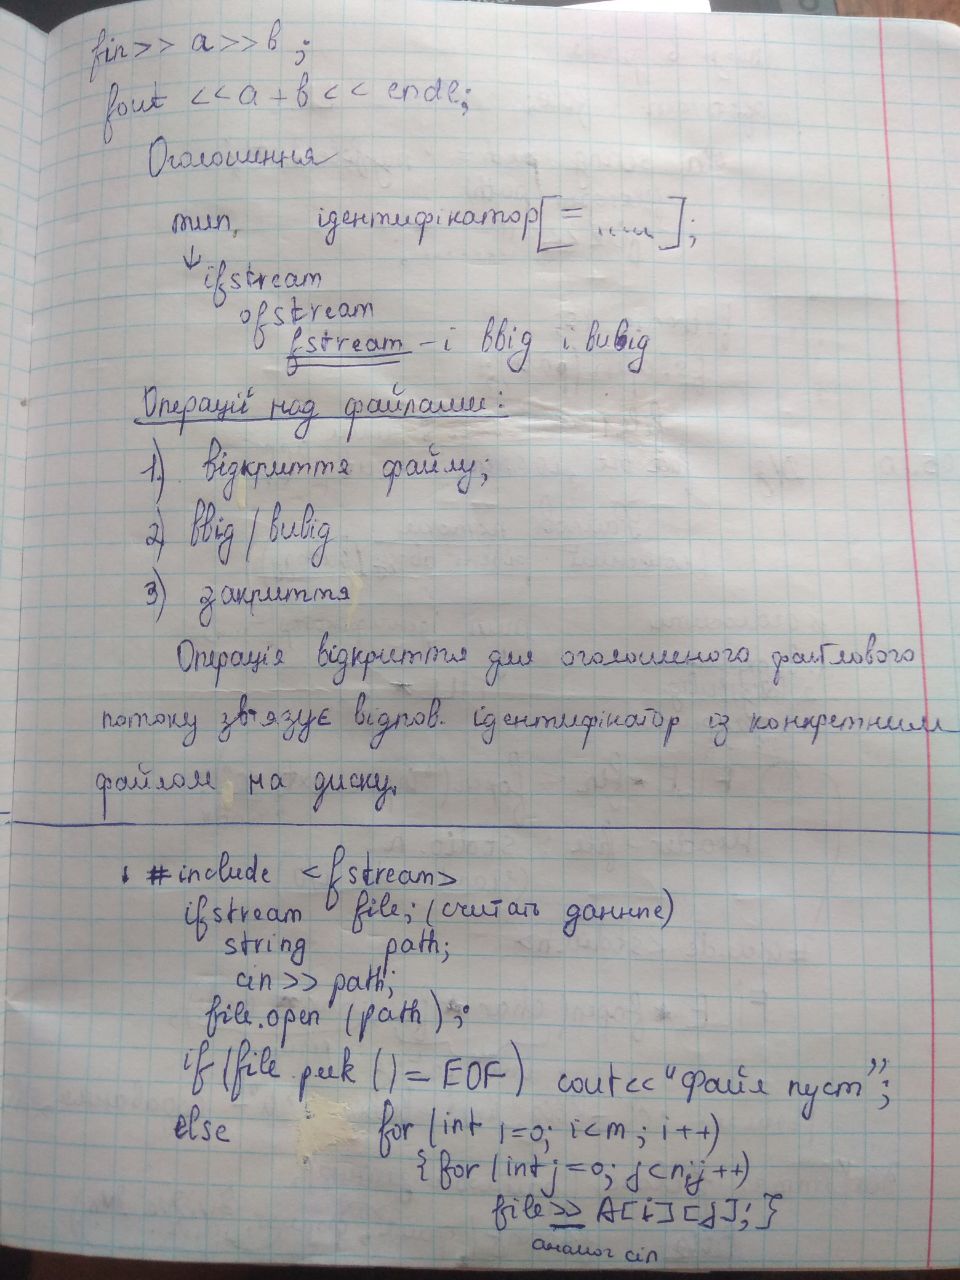 fin>> a>>b ;
fout <<a + b<< endl;
Оголошення
тип, ідентифікатор[= ];
↓ ifstream
ofstream
fstream - і ввід і вивід
Операції над файлами:
1) відкриття файлу;
2) ввід / вивід
3) закриття
Операція відкриття для оголошеного файлового
потоку зв'язує відпов. ідентифікатор із конкретним
файлом на диску.
#include <fstream>
ifstream file; (считать данные)
string path;
cin>> path;
file.open (path);
if (file.peek ()= EOF) cout<<"Файл пуст";
else for (int i=0; i<m; i++)
{for (int j=0; j<n;j++)
file>> A[i][j];}
аналог cin